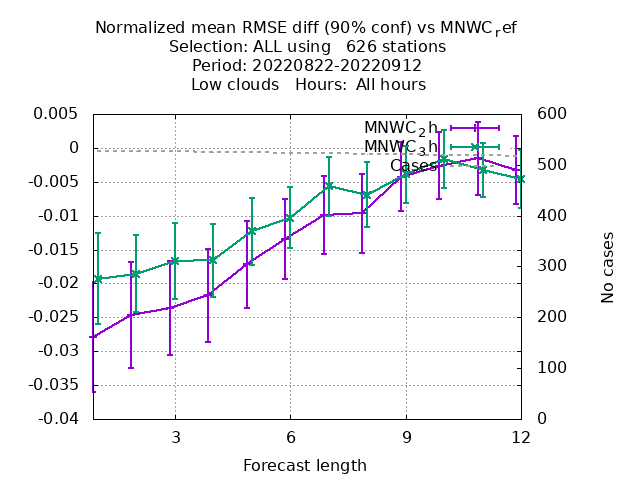 Normalized mean RMSE diff (90% conf) vs MNWC_ref
Selection: ALL using   626 stations
Period: 20220822-20220912
Low clouds   Hours:  All hours
MNWC_2h
MNWC_3h
Cases
0.005
0
-0.005
-0.01
-0.015
-0.02
-0.025
-0.03
-0.035
-0.04
600
500
400
300
200
100
0
No cases
3
6
9
12
Forecast length